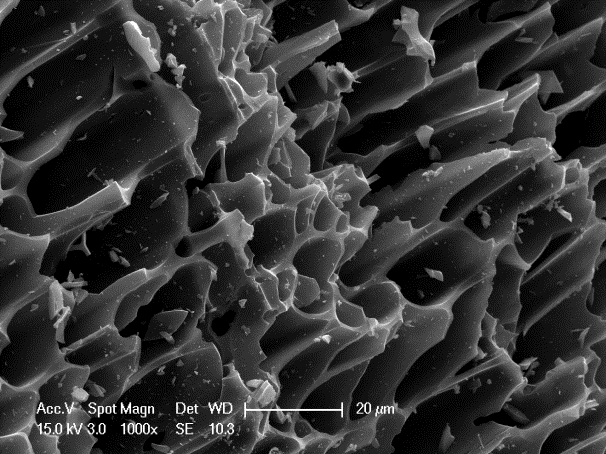 Acc.V Spot Magn Det WD 20 µm
15.0 kV 3.0 1000x SE 10.3